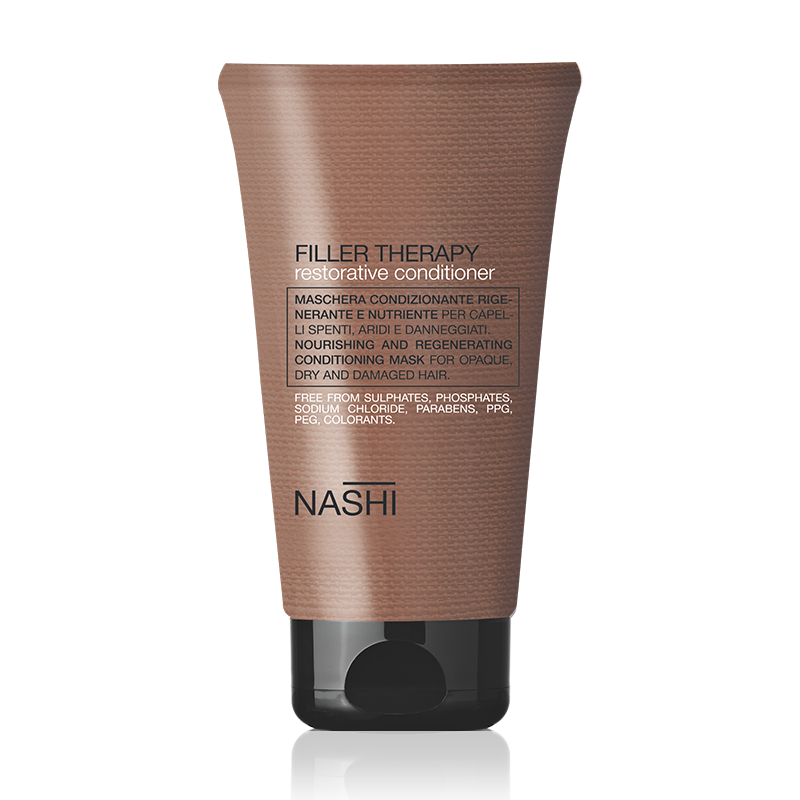 FILLER THERAPY
restorative conditioner
MASCHERA CONDIZIONANTE RIGE-
NERANTE E NUTRIENTE PER CAPEL-
LI SPENTI, ARIDI E DANNEGGIATI.
NOURISHING AND REGENERATING
CONDITIONING MASK FOR OPAQUE,
DRY AND DAMAGED HAIR.
FREE FROM SULPHATES, PHOSPHATES,
SODIUM CHLORIDE, PARABENS, PPG,
PEG, COLORANTS.
NASHI